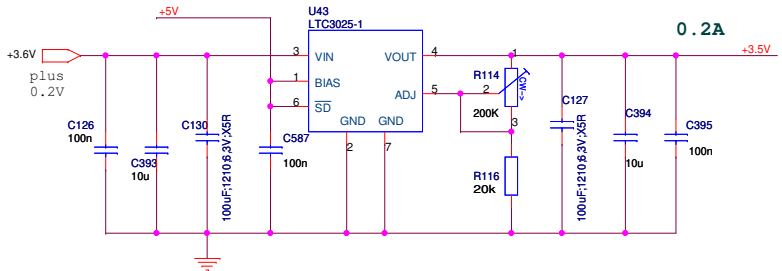 U43
LTC3025-1
+5V
0.2A
+3.6V
plus
0.2V
3
VIN
VOUT
4
1
+3.5V
1
BIAS
R114
CW->
ADJ
5
2
6
SD
200K
3
GND
GND
2
7
C126
100n
C393
10u
C130
100uF;1210;6,3V;X5R
C587
100n
R116
20k
C127
100uF;1210;6,3V;X5R
C394
10u
C395
100n